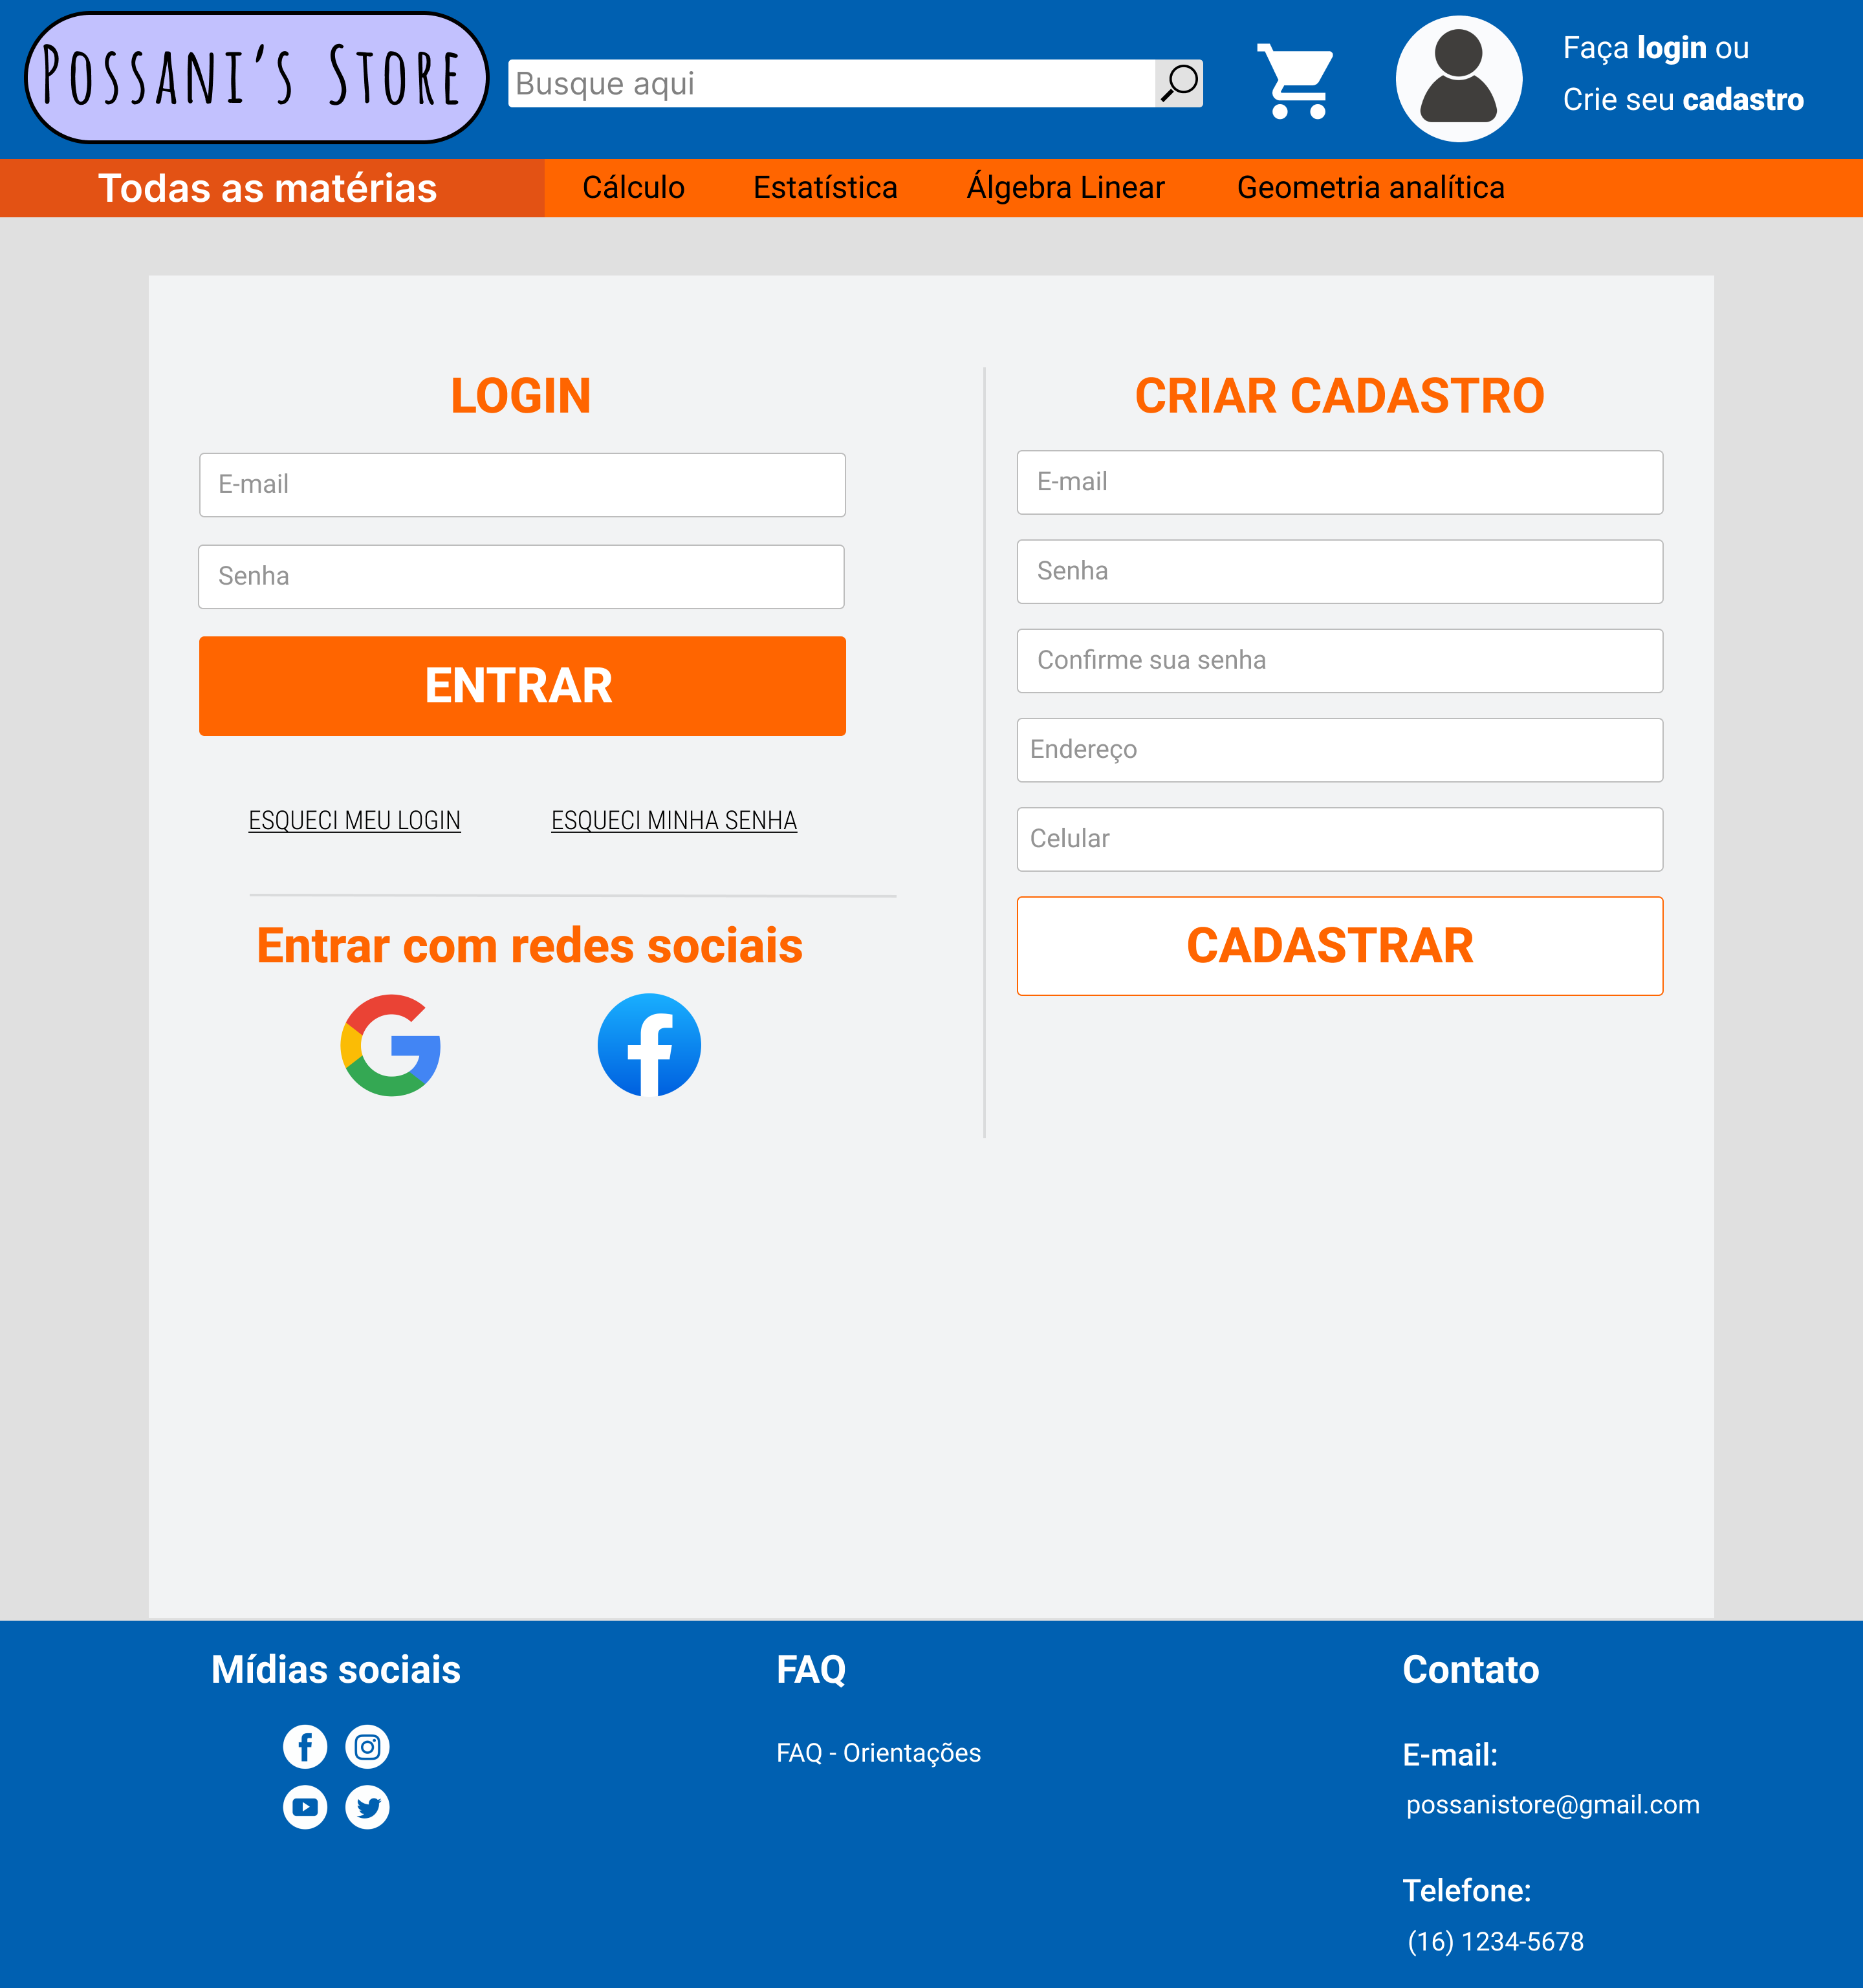 Possani's Store
Busque aqui
Faça login ou
Crie seu cadastro
Todas as matérias
Cálculo
Estatística
Álgebra Linear
Geometria analítica
LOGIN
E-mail
Senha
ENTRAR
ESQUECI MEU LOGIN
ESQUECI MINHA SENHA
Entrar com redes sociais
CRIAR CADASTRO
E-mail
Senha
Confirme sua senha
Endereço
Celular
CADASTRAR
Mídias sociais
FAQ
FAQ - Orientações
Contato
E-mail:
possanistore@gmail.com
Telefone:
(16) 1234-5678